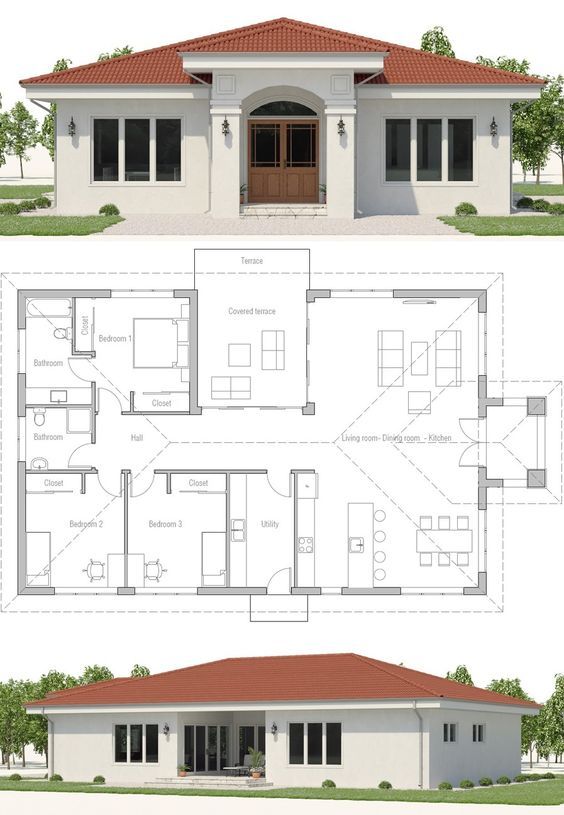 Terrace
Covered terrace
Closet
Bedroom 1
Bathroom
Closet
Bathroom
Hall
Living room- Dining room - Kitchen
Closet
Closet
Bedroom 2
Bedroom 3
Utility